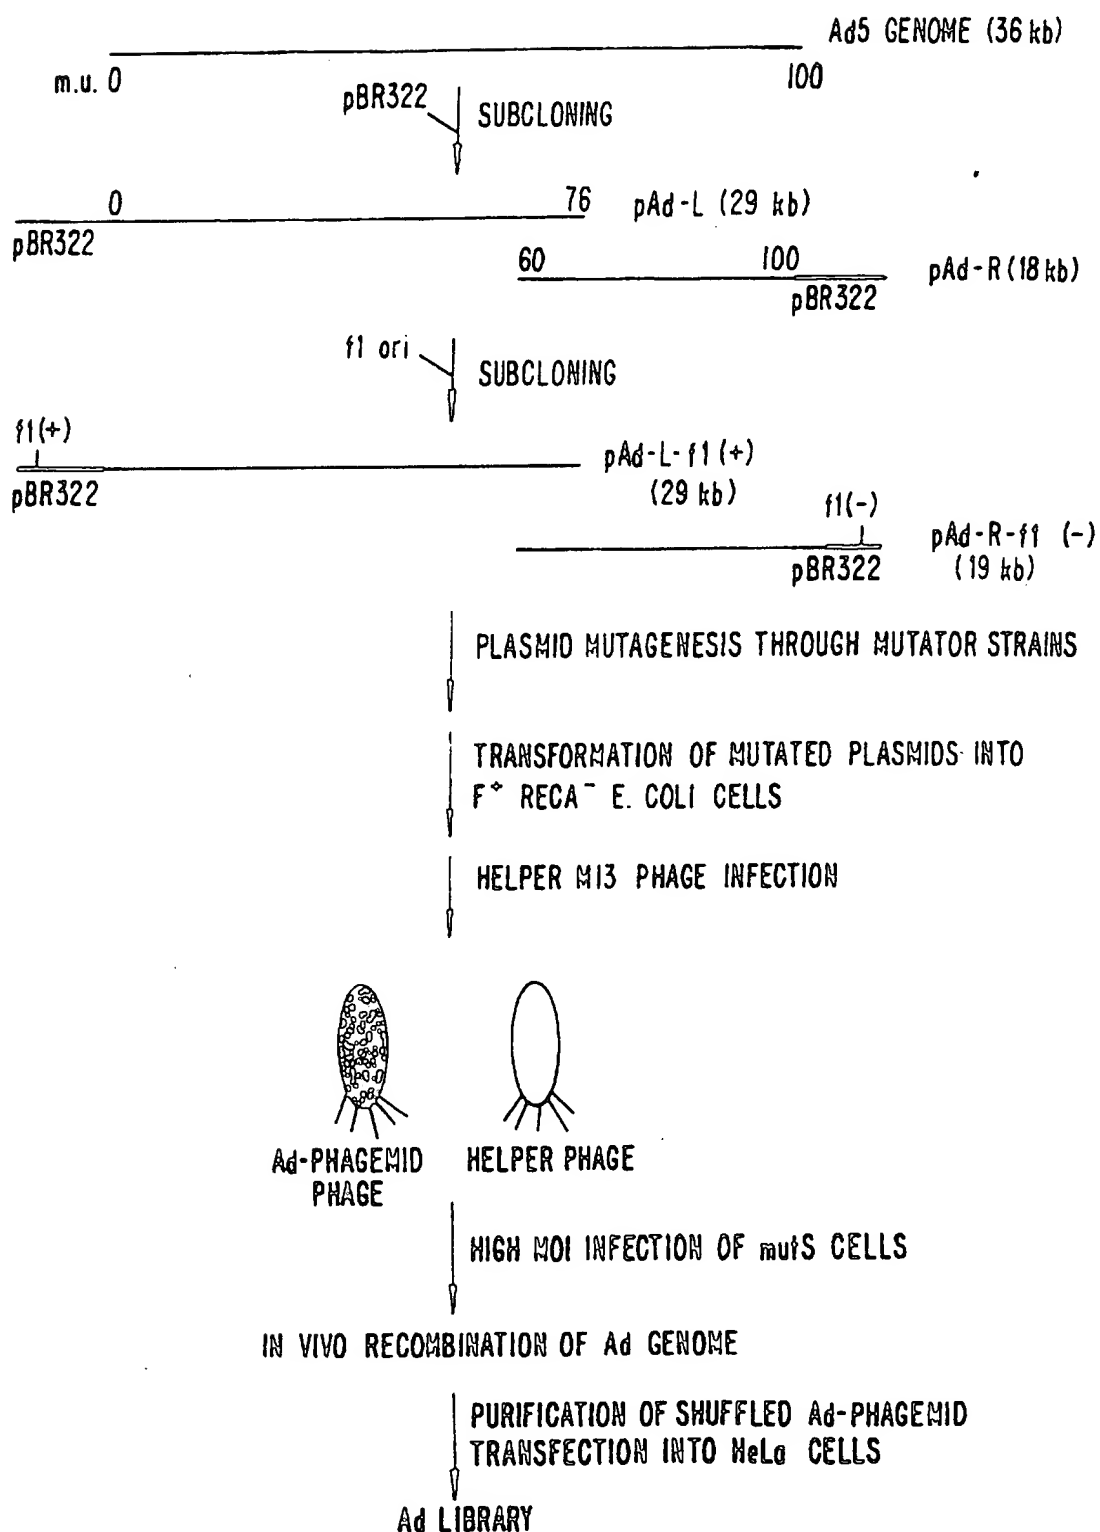 Ad5 GENOME (36 kb)
m.u. 0
100
pBR322
SUBCLONING
0
76
pAd-L (29 kb)
pBR322
60
100
pAd-R (18 kb)
pBR322
f1 ori
SUBCLONING
f1(+)
pBR322
pAd-L-f1 (+)
(29 kb)
f1(-)
pBR322
pAd-R-f1 (-)
(19 kb)
PLASMID MUTAGENESIS THROUGH MUTATOR STRAINS
TRANSFORMATION OF MUTATED PLASMIDS INTO
F⁺ RECA⁻ E. COLI CELLS
HELPER M13 PHAGE INFECTION
Ad-PHAGEMID
PHAGE
HELPER PHAGE
HIGH MOI INFECTION OF mutS CELLS
IN VIVO RECOMBINATION OF Ad GENOME
PURIFICATION OF SHUFFLED Ad-PHAGEMID
TRANSFECTION INTO HeLa CELLS
Ad LIBRARY